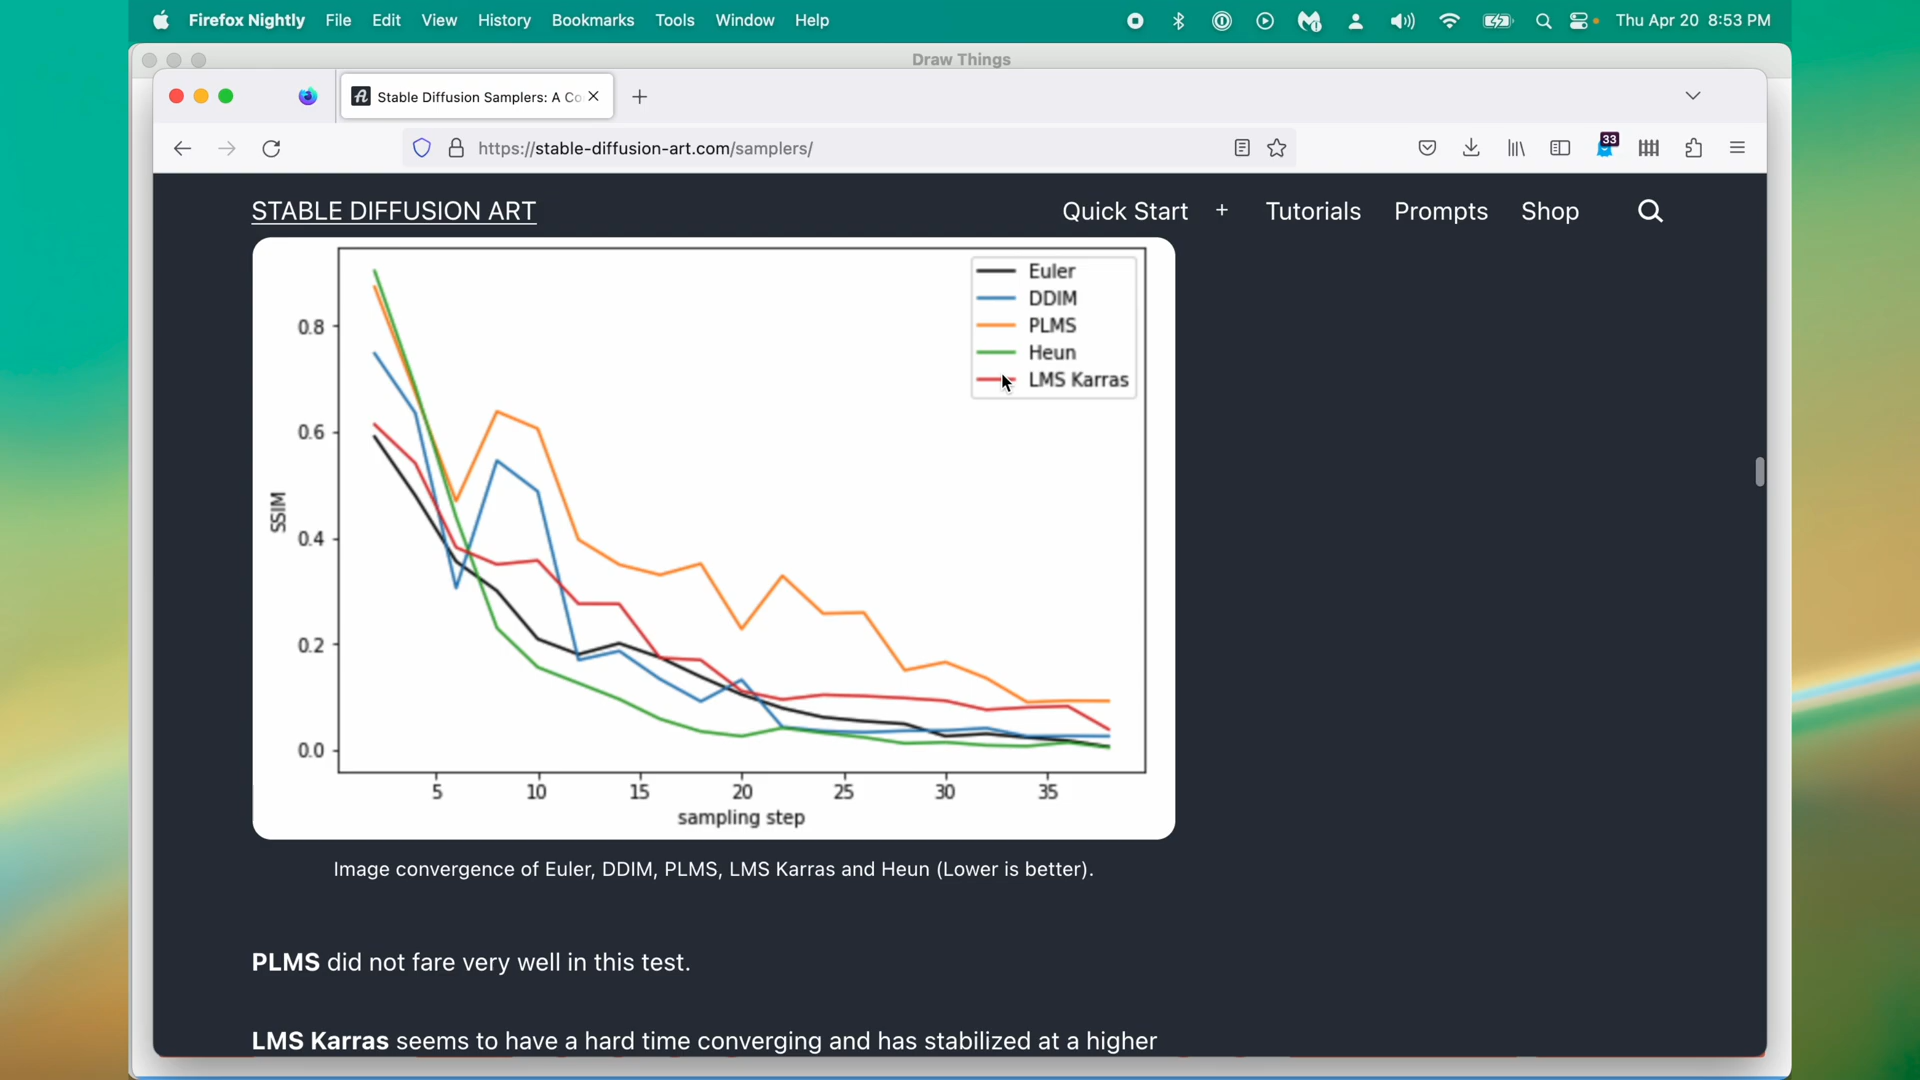 Firefox Nightly File Edit View History Bookmarks Tools Window Help Thu Apr 20 8:53 PM
Draw Things
Stable Diffusion Samplers: A Co
https://stable-diffusion-art.com/samplers/
33
STABLE DIFFUSION ART Quick Start + Tutorials Prompts Shop
Euler
DDIM
PLMS
Heun
LMS Karras
0.8
0.6
0.4
0.2
0.0
SSIM
5 10 15 20 25 30 35
sampling step
Image convergence of Euler, DDIM, PLMS, LMS Karras and Heun (Lower is better).
PLMS did not fare very well in this test.
LMS Karras seems to have a hard time converging and has stabilized at a higher